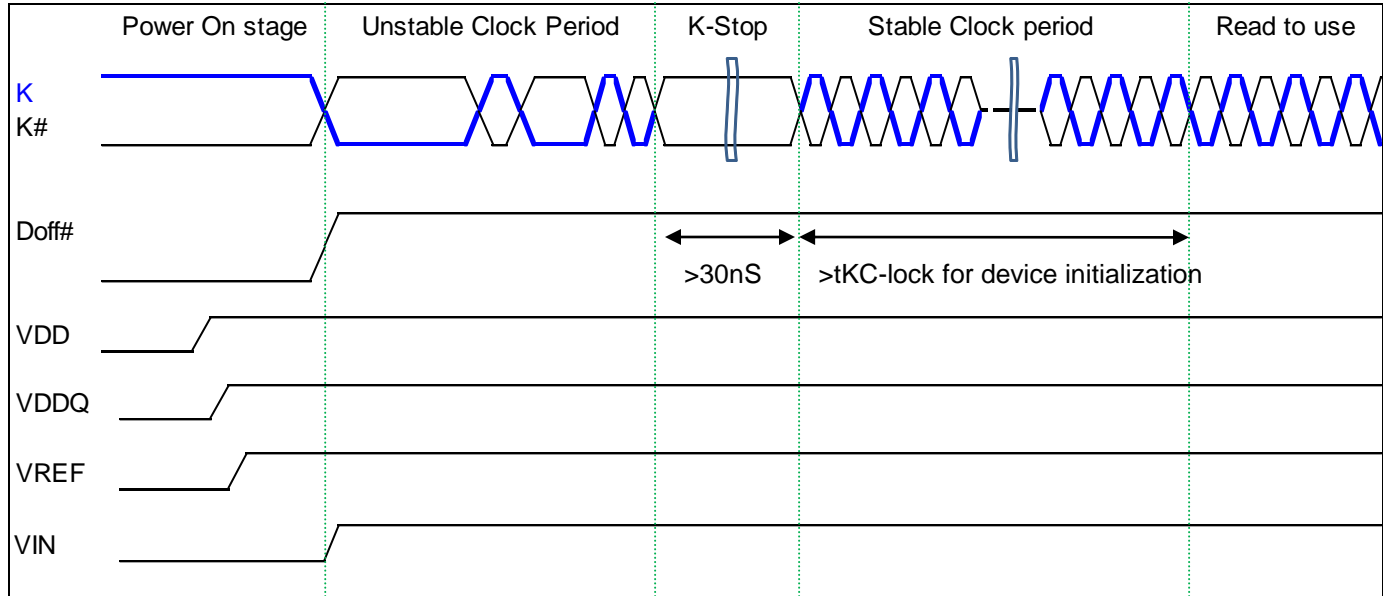 Power On stage
Unstable Clock Period
K-Stop
Stable Clock period
Read to use
K
K#
Doff#
>30nS
>tKC-lock for device initialization
VDD
VDDQ
VREF
VIN